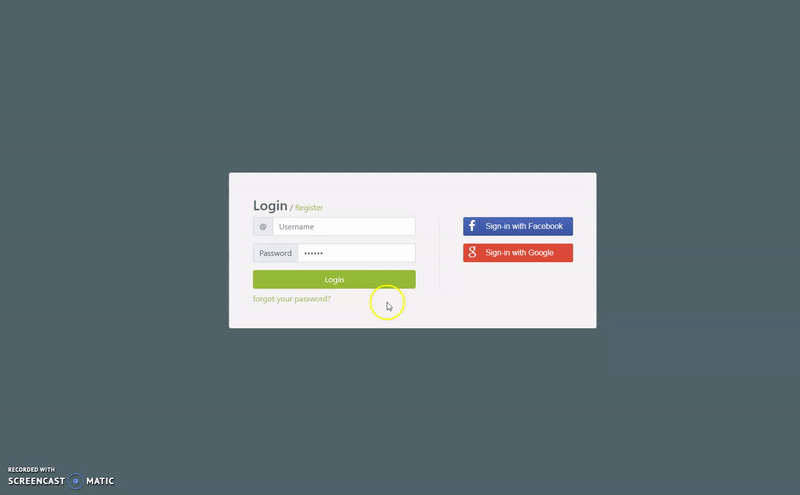 Login / Register
@ Username
Password ••••••
Login
forgot your password?
f Sign-in with Facebook
g Sign-in with Google
RECORDED WITH
SCREENCAST MATIC